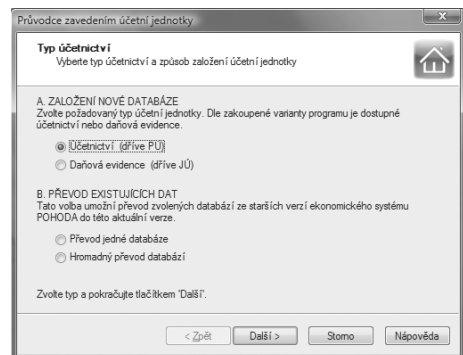 Průvodce zavedením účetní jednotky
Typ účetnictví
Vyberte typ účetnictví a způsob založení účetní jednotky
A. ZALOŽENÍ NOVÉ DATABÁZE
Zvolte požadovaný typ účetní jednotky. Dle zakoupené varianty programu je dostupné
účetnictví nebo daňová evidence.
Účetnictví (dříve PÚ)
Daňová evidence (dříve JÚ)
B. PŘEVOD EXISTUJÍCÍCH DAT
Tato volba umožní převod zvolených databází ze starších verzí ekonomického systému
POHODA do této aktuální verze.
Převod jedné databáze
Hromadný převod databází
Zvolte typ a pokračujte tlačítkem 'Další'.
< Zpět Další > Storno Nápověda